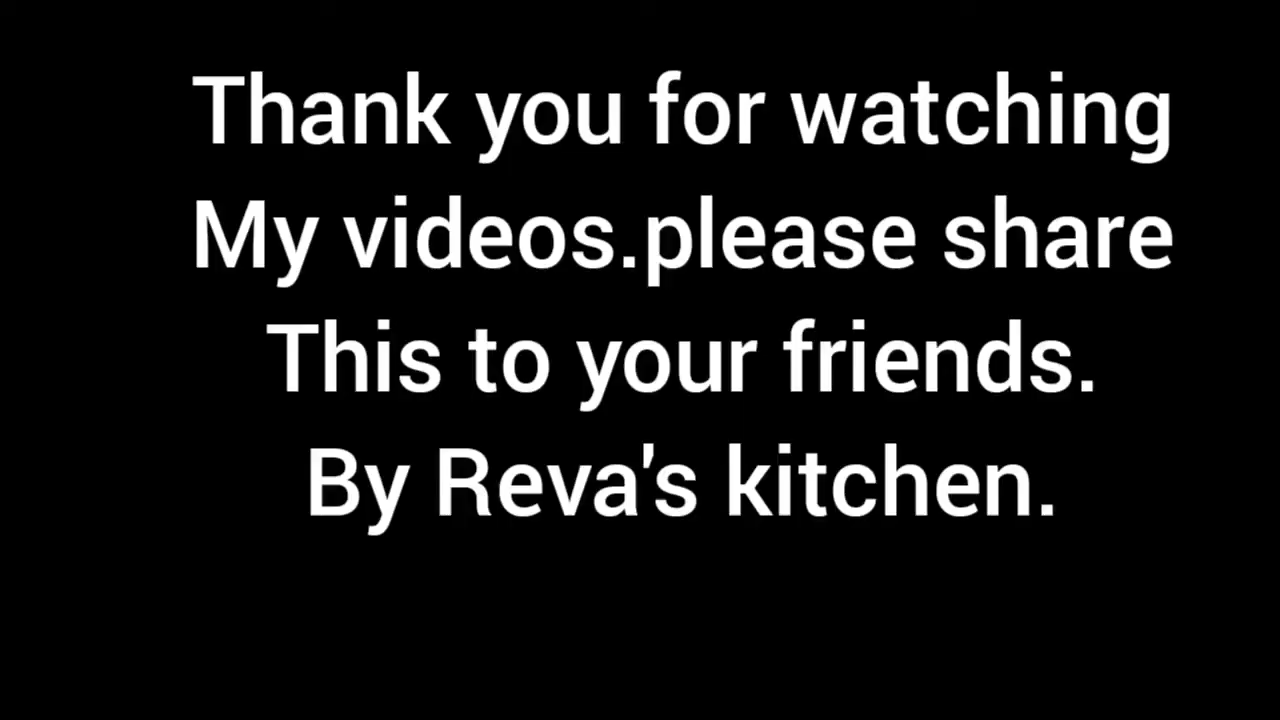 Thank you for watching
My videos.please share
This to your friends.
By Reva's kitchen.